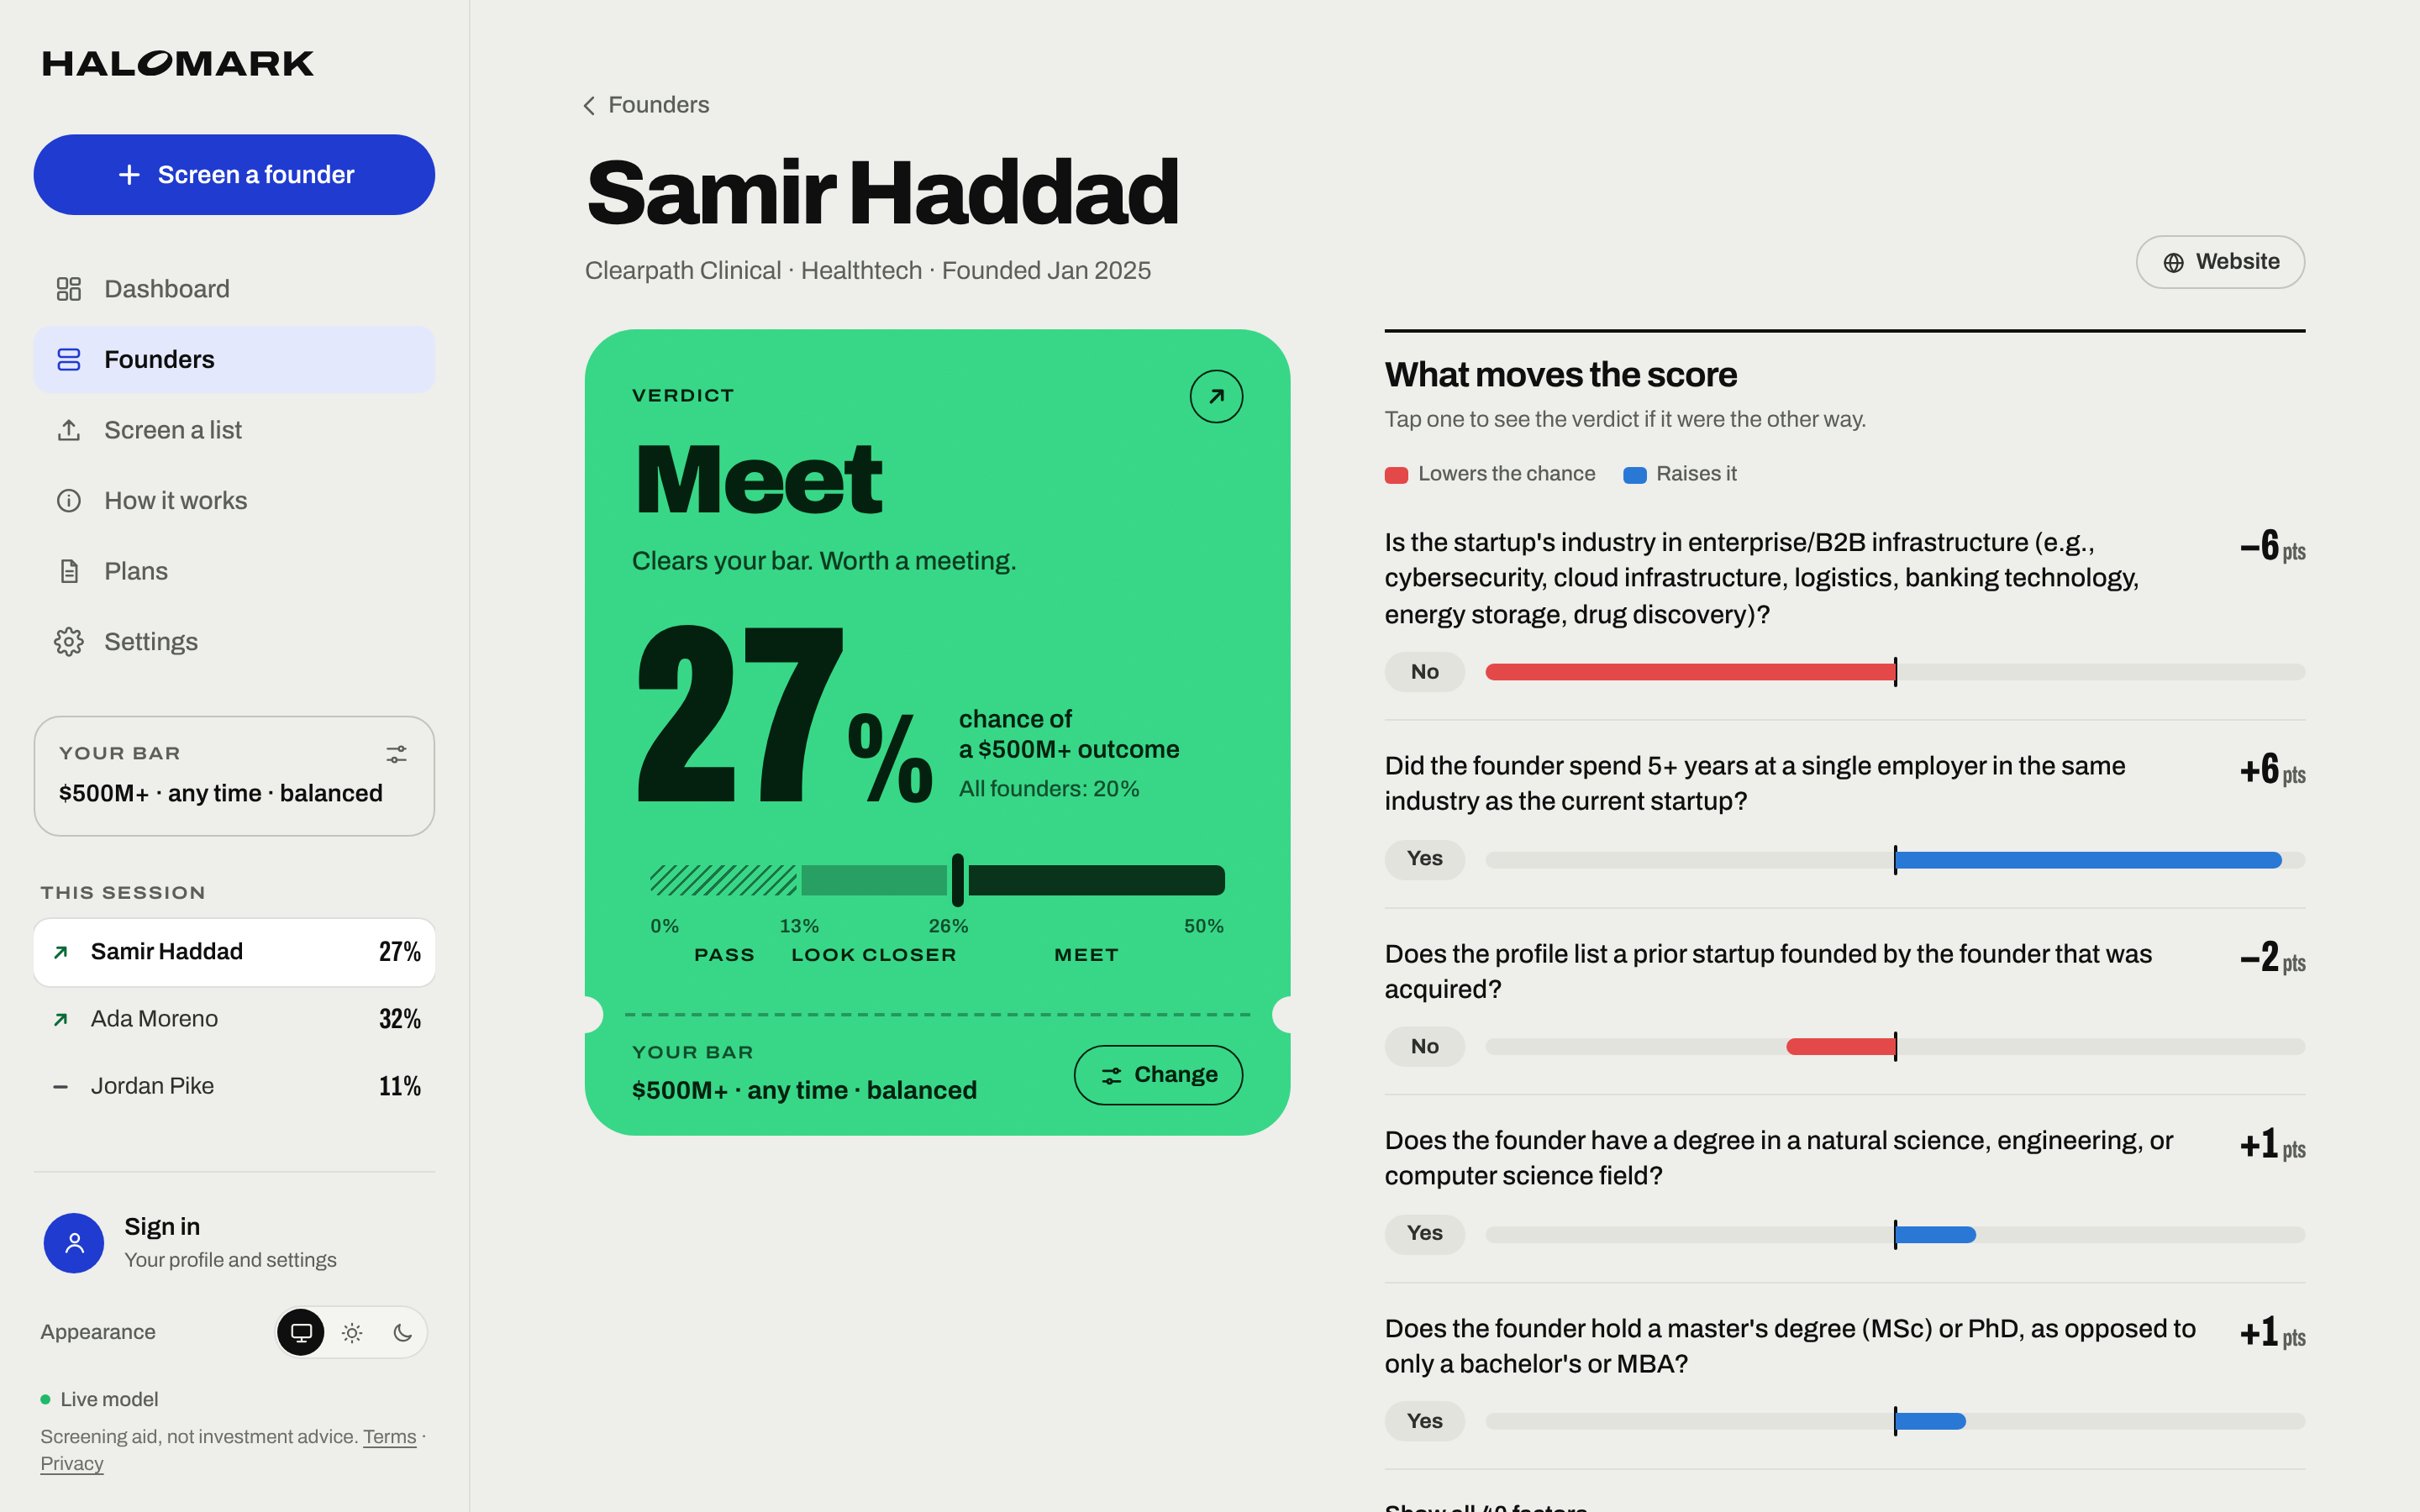 HALOMARK
Screen a founder
Dashboard
Founders
Screen a list
How it works
Plans
Settings
YOUR BAR
$500M+ · any time · balanced
THIS SESSION
Samir Haddad 27%
Ada Moreno 32%
Jordan Pike 11%
Sign in
Your profile and settings
Appearance
Live model
Screening aid, not investment advice. Terms ·
Privacy
Founders
Samir Haddad
Clearpath Clinical · Healthtech · Founded Jan 2025
Website
VERDICT
Meet
Clears your bar. Worth a meeting.
27%
chance of
a $500M+ outcome
All founders: 20%
0% 13% 26% 50%
PASS LOOK CLOSER MEET
YOUR BAR
$500M+ · any time · balanced
Change
What moves the score
Tap one to see the verdict if it were the other way.
Lowers the chance Raises it
Is the startup's industry in enterprise/B2B infrastructure (e.g.,
cybersecurity, cloud infrastructure, logistics, banking technology,
energy storage, drug discovery)?
−6 pts
No
Did the founder spend 5+ years at a single employer in the same
industry as the current startup?
+6 pts
Yes
Does the profile list a prior startup founded by the founder that was
acquired?
−2 pts
No
Does the founder have a degree in a natural science, engineering, or
computer science field?
+1 pts
Yes
Does the founder hold a master's degree (MSc) or PhD, as opposed to
only a bachelor's or MBA?
+1 pts
Yes
Show all 40 factors